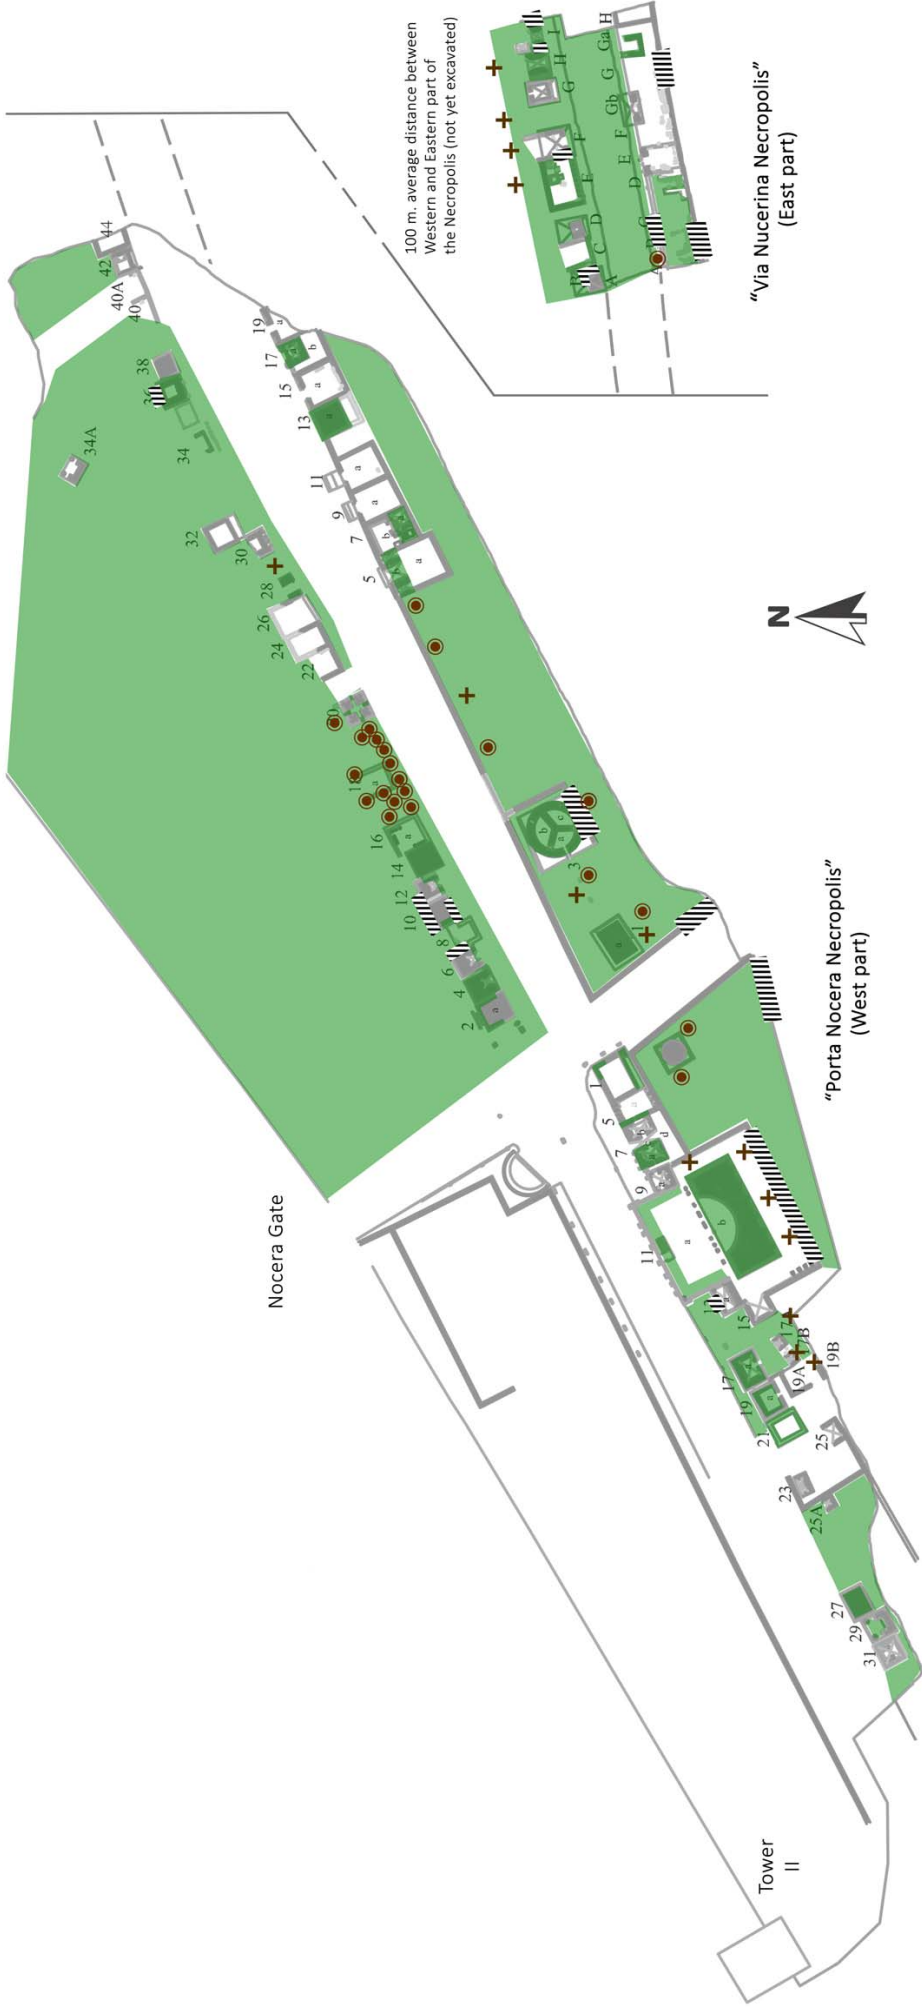 100 m. average distance between
Western and Eastern part of
the Necropolis (not yet excavated)
Nocera Gate
Tower
II
N
"Porta Nocera Necropolis"
(West part)
"Via Nucerina Necropolis"
(East part)
2
a
4
6
8
10
12
14
16
a
20
22
24
26
28
30
32
34
34A
36
38
40
40A
42
44
1
a
3
a
b
c
5
a
7
b
a
9
a
11
a
13
a
15
a
17
a
b
19
a
31
29
27
25A
23
25
21
19
a
17
a
19A
19B
17B
17
15
11
a
b
9
a
7
a
d
5
b
a
1
A
B
C
D
E
F
G
H
I
A
C
D
E
F
Gb
G
Ga
H